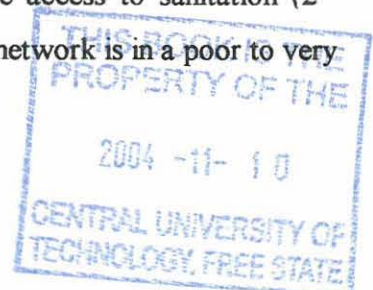 access to sanitation (2
network is in a poor to very
THIS BOOK IS THE
PROPERTY OF THE
2004 -11- 10
CENTRAL UNIVERSITY OF
TECHNOLOGY, FREE STATE